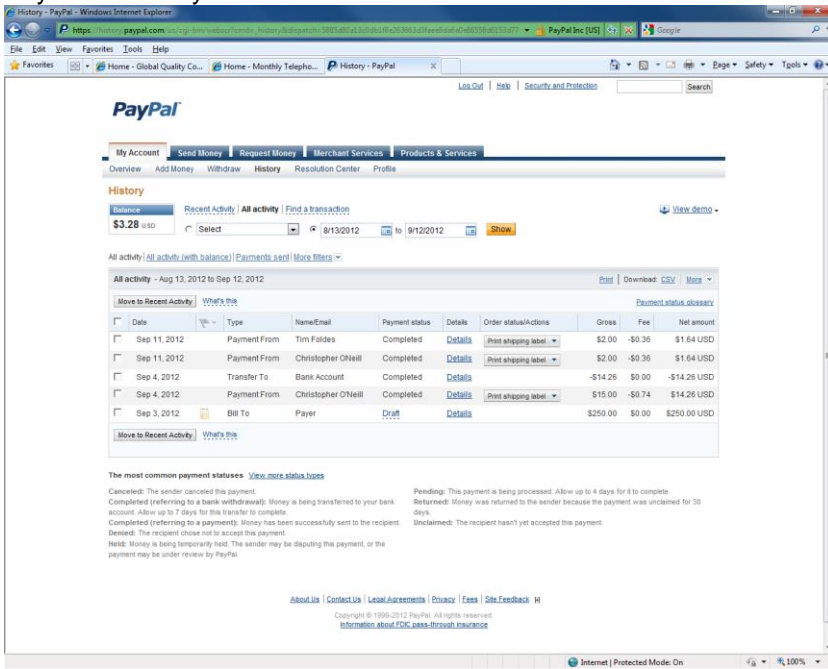 History - PayPal - Windows Internet Explorer
PayPal Inc [US]
Google
File Edit View Favorites Tools Help
Favorites Home - Global Quality Co... Home - Monthly Telepho... History - PayPal X Page Safety Tools
Log Out | Help | Security and Protection Search
PayPal
My Account Send Money Request Money Merchant Services Products & Services
Overview Add Money Withdraw History Resolution Center Profile
History
Balance Recent Activity | All activity | Find a transaction View demo
$3.28 USD Select 8/13/2012 to 9/12/2012 Show
All activity | All activity (with balance) | Payments sent | More filters
All activity - Aug 13, 2012 to Sep 12, 2012 Print | Download: CSV | More
Move to Recent Activity What's this Payment status glossary
Date Type Name/Email Payment status Details Order status/Actions Gross Fee Net amount
Sep 11, 2012 Payment From Tim Foldes Completed Details Print shipping label $2.00 -$0.36 $1.64 USD
Sep 11, 2012 Payment From Christopher ONeill Completed Details Print shipping label $2.00 -$0.36 $1.64 USD
Sep 4, 2012 Transfer To Bank Account Completed Details -$14.26 $0.00 -$14.26 USD
Sep 4, 2012 Payment From Christopher O'Neill Completed Details Print shipping label $15.00 -$0.74 $14.26 USD
Sep 3, 2012 Bill To Payer Draft Details $250.00 $0.00 $250.00 USD
Move to Recent Activity What's this
The most common payment statuses View more status types
Canceled: The sender canceled this payment.
Completed (referring to a bank withdrawal): Money is being transferred to your bank
account. Allow up to 7 days for this transfer to complete.
Completed (referring to a payment): Money has been successfully sent to the recipient.
Denied: The recipient chose not to accept this payment.
Held: Money is being temporarily held. The sender may be disputing this payment, or the
payment may be under review by PayPal.
Pending: This payment is being processed. Allow up to 4 days for it to complete.
Returned: Money was returned to the sender because the payment was unclaimed for 30
days.
Unclaimed: The recipient hasn't yet accepted this payment.
About Us | Contact Us | Legal Agreements | Privacy | Fees | Site Feedback [+]
Copyright © 1999-2012 PayPal. All rights reserved.
Information about FDIC pass-through insurance
Internet | Protected Mode: On 100%